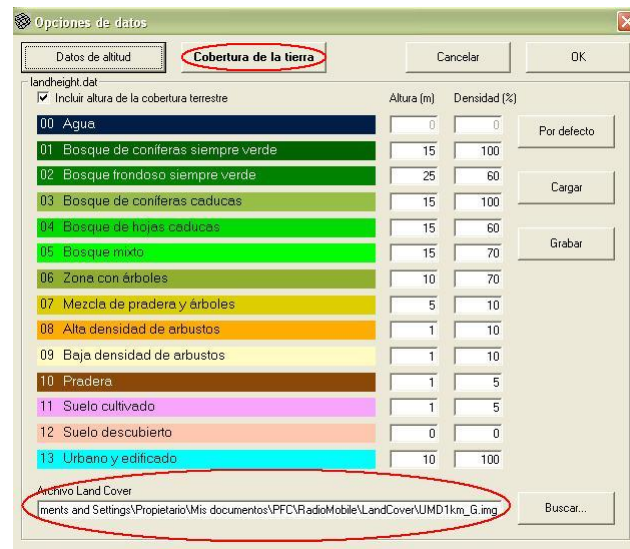 Opciones de datos
Datos de altitud Cobertura de la tierra Cancelar OK
landheight.dat
Incluir altura de la cobertura terrestre Altura (m) Densidad (%)
00 Agua 0 0 Por defecto
01 Bosque de coníferas siempre verde 15 100
02 Bosque frondoso siempre verde 25 60 Cargar
03 Bosque de coníferas caducas 15 100
04 Bosque de hojas caducas 15 60 Grabar
05 Bosque mixto 15 70
06 Zona con árboles 10 70
07 Mezcla de pradera y árboles 5 10
08 Alta densidad de arbustos 1 10
09 Baja densidad de arbustos 1 10
10 Pradera 1 5
11 Suelo cultivado 1 5
12 Suelo descubierto 0 0
13 Urbano y edificado 10 100
Archivo Land Cover
ments and Settings\Propietario\Mis documentos\PFC\RadioMobile\LandCover\UMD1km_G.img Buscar...